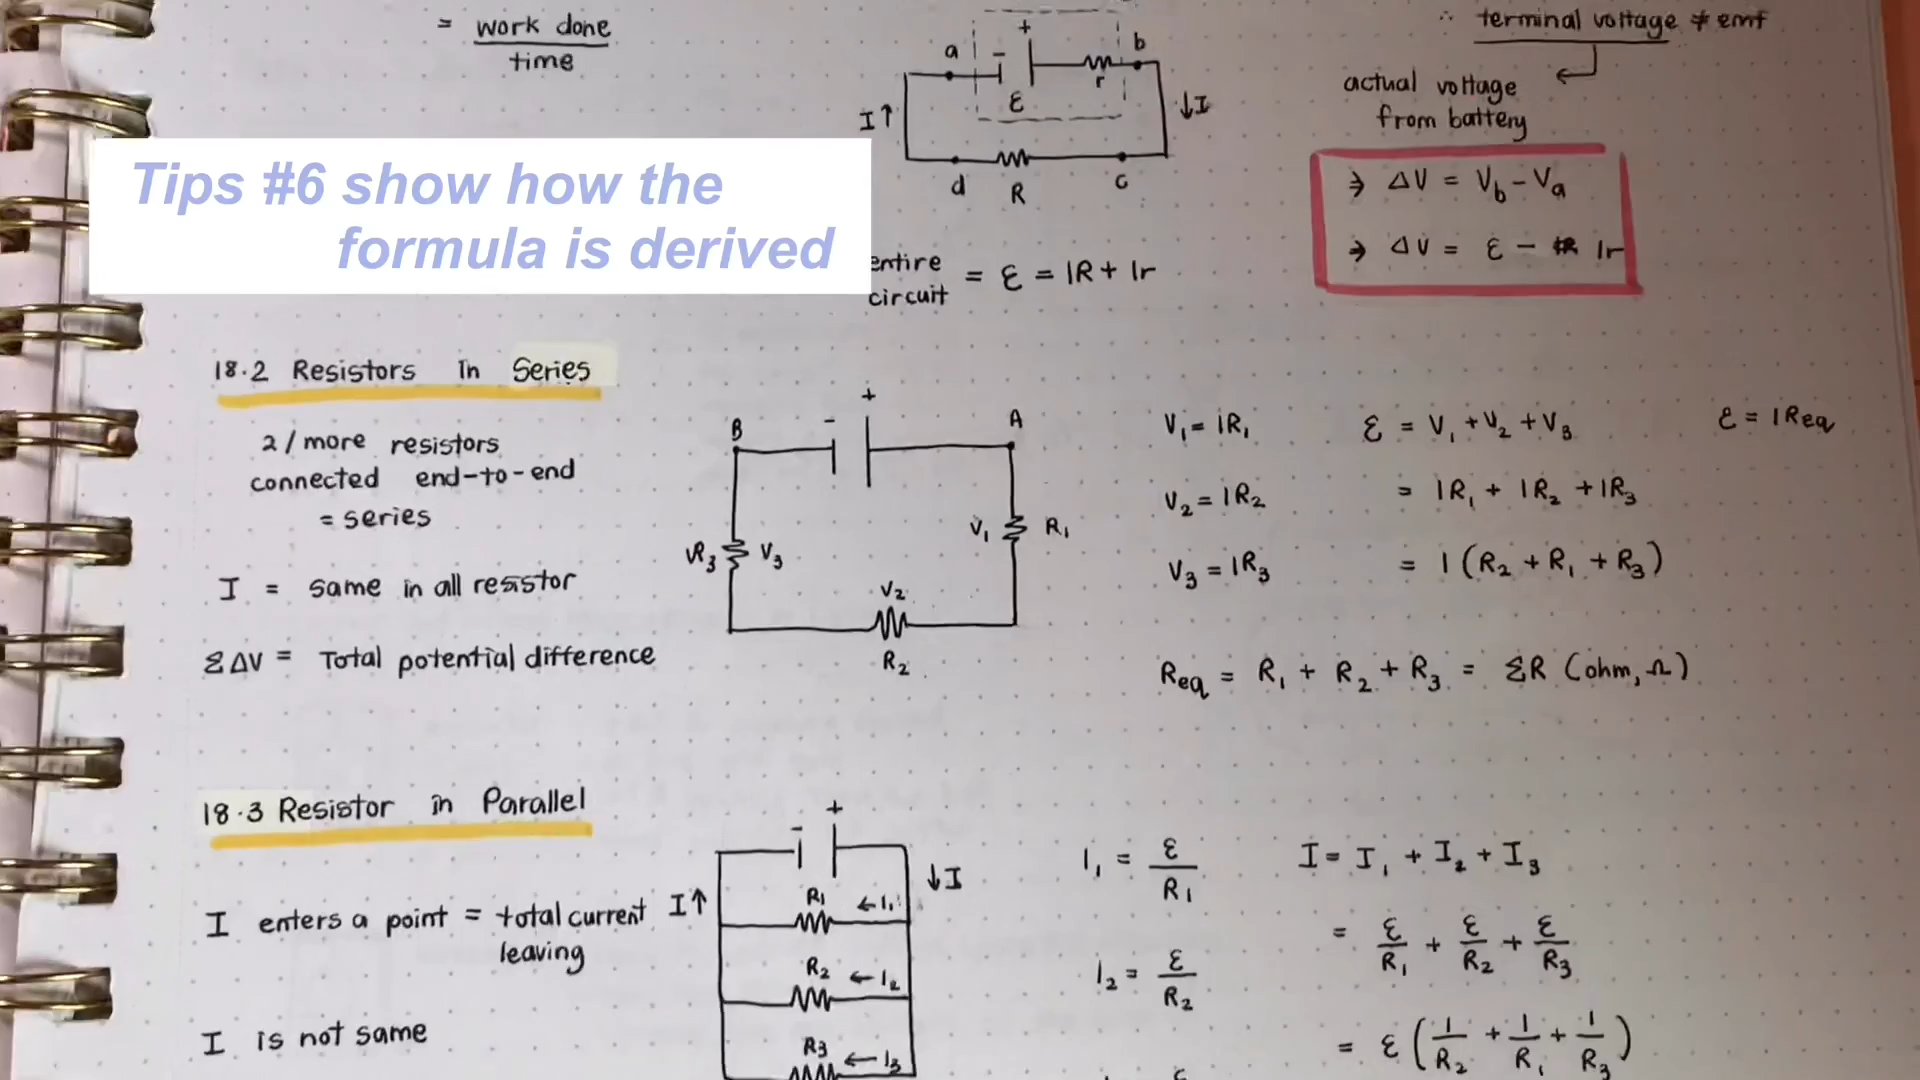 = work done
time
a
-
+
b
r
ε
I↑
↓I
d
R
c
∴ terminal voltage ≠ emf
actual voltage
from battery
→ ΔV = Vb - Va
→ ΔV = ε - Ir
Tips #6 show how the
formula is derived
entire
circuit
= ε = IR + Ir
18.2 Resistors in Series
2/more resistors
connected end-to-end
= series
I = same in all resistor
ΣΔV = Total potential difference
B
-
+
A
V₁
R₁
R₃
V₃
V₂
R₂
V₁ = IR₁
V₂ = IR₂
V₃ = IR₃
ε = V₁ + V₂ + V₃
= IR₁ + IR₂ + IR₃
= I (R₂ + R₁ + R₃)
ε = IReq
Req = R₁ + R₂ + R₃ = ΣR (ohm, Ω)
18.3 Resistor in Parallel
I enters a point = total current
leaving
I is not same
-
+
I↑
↓I
R₁
←I₁
R₂
←I₂
R₃
←I₃
I₁ = ε/R₁
I₂ = ε/R₂
I = I₁ + I₂ + I₃
= ε/R₁ + ε/R₂ + ε/R₃
= ε (1/R₂ + 1/R₁ + 1/R₃)